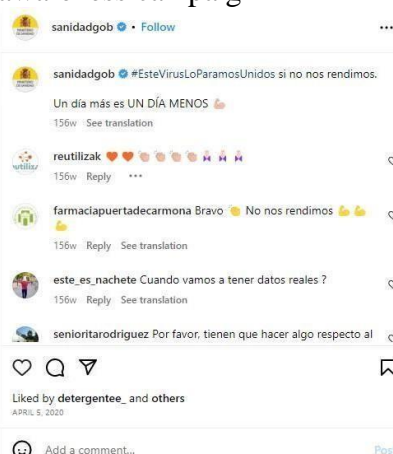 sanidadgob • Follow
sanidadgob #EsteVirusLoParamosUnidos si no nos rendimos.
Un día más es UN DÍA MENOS 💪
156w See translation
reutilizak
156w Reply
farmaciapuertadecarmona Bravo 👏 No nos rendimos 💪 💪
💪
156w Reply See translation
este_es_nachete Cuando vamos a tener datos reales ?
156w Reply See translation
senioritarodriguez Por favor, tienen que hacer algo respecto al
Liked by detergentee_ and others
APRIL 5, 2020
Add a comment...
Post